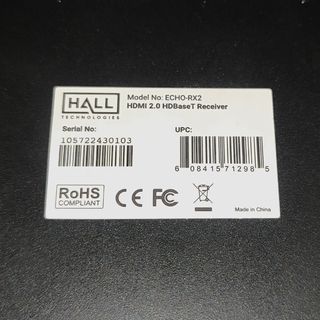 HALL
TECHNOLOGIES
Model No: ECHO-RX2
HDMI 2.0 HDBaseT Receiver
Serial No:
105722430103
UPC:
6 08415 71298 5
RoHS
COMPLIANT
FC CE
Made in China